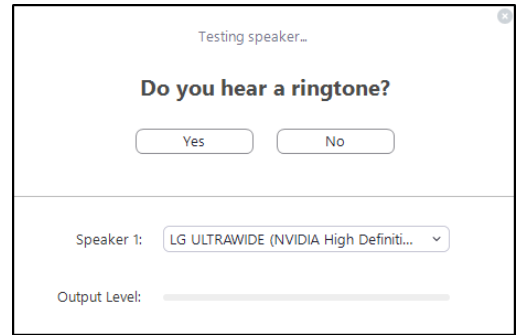 Testing speaker...
Do you hear a ringtone?
Yes No
Speaker 1: LG ULTRAWIDE (NVIDIA High Definiti...
Output Level: